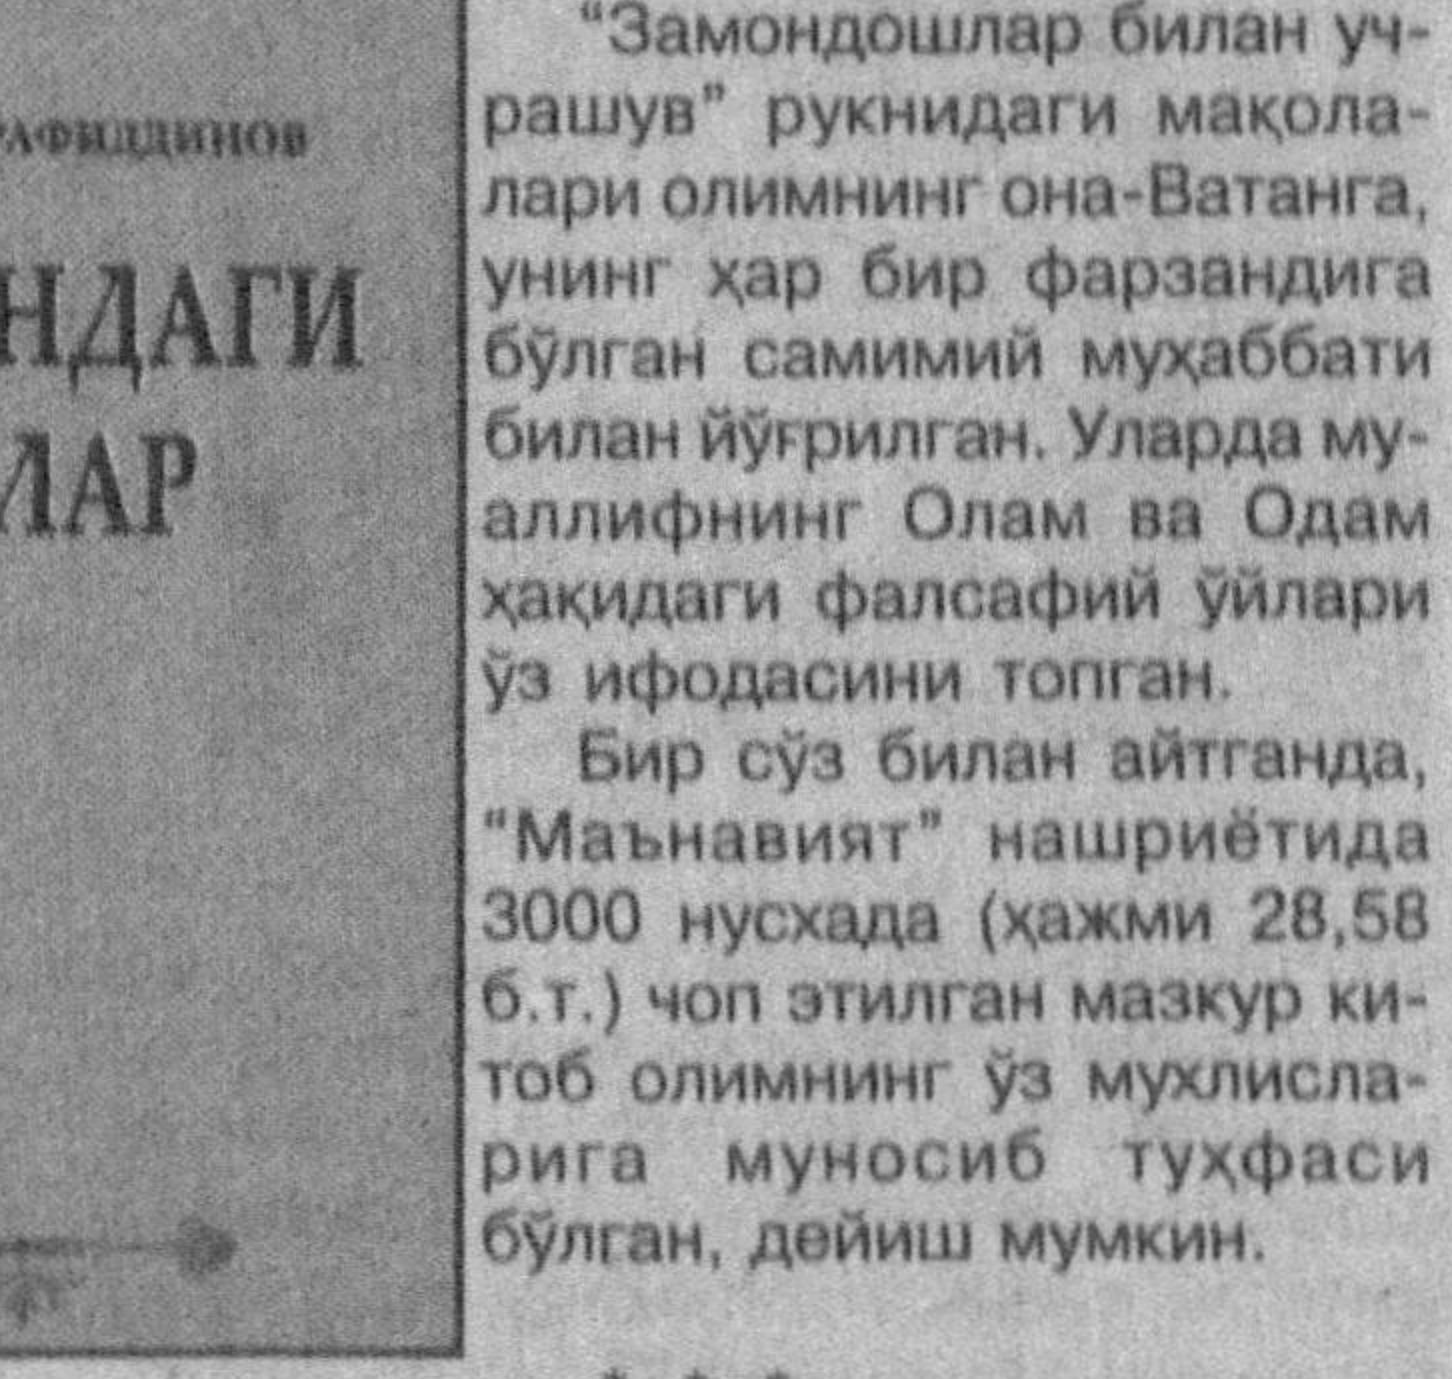 РАФИДДИНОВ
НДАГИ
ЛАР
“Замондошлар билан уч-
рашув” рукнидаги мақола-
лари олимнинг она-Ватанга,
унинг ҳар бир фарзандига
бўлган самимий муҳаббати
билан йўғрилган. Уларда му-
аллифнинг Олам ва Одам
ҳақидаги фалсафий ўйлари
ўз ифодасини топган.
Бир сўз билан айтганда,
“Маънавият” нашриётида
3000 нусхада (ҳажми 28,58
б.т.) чоп этилган мазкур ки-
тоб олимнинг ўз мухлисла-
рига муносиб туҳфаси
бўлган, дейиш мумкин.
* * *